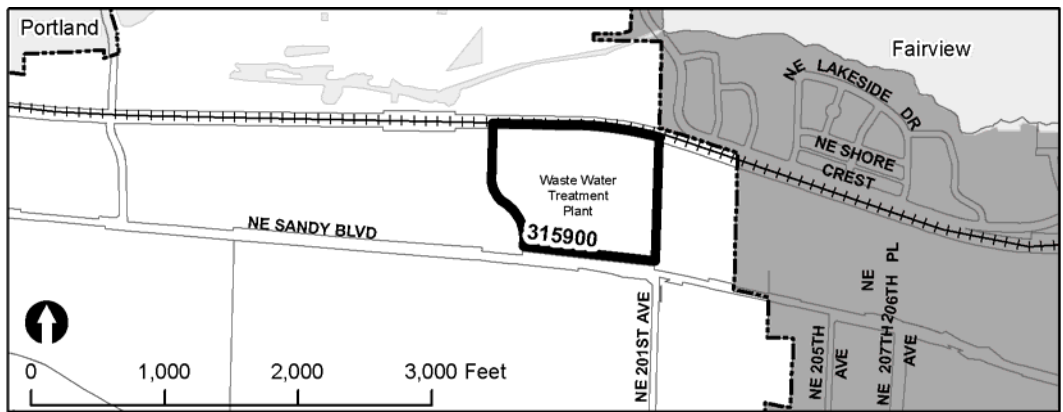 Portland
Fairview
NE LAKESIDE DR
NE SHORE
CREST
Waste Water
Treatment
Plant
315900
NE SANDY BLVD
NE 201ST AVE
NE 205TH
AVE
NE 206TH PL
NE 207TH
AVE
0
1,000
2,000
3,000 Feet